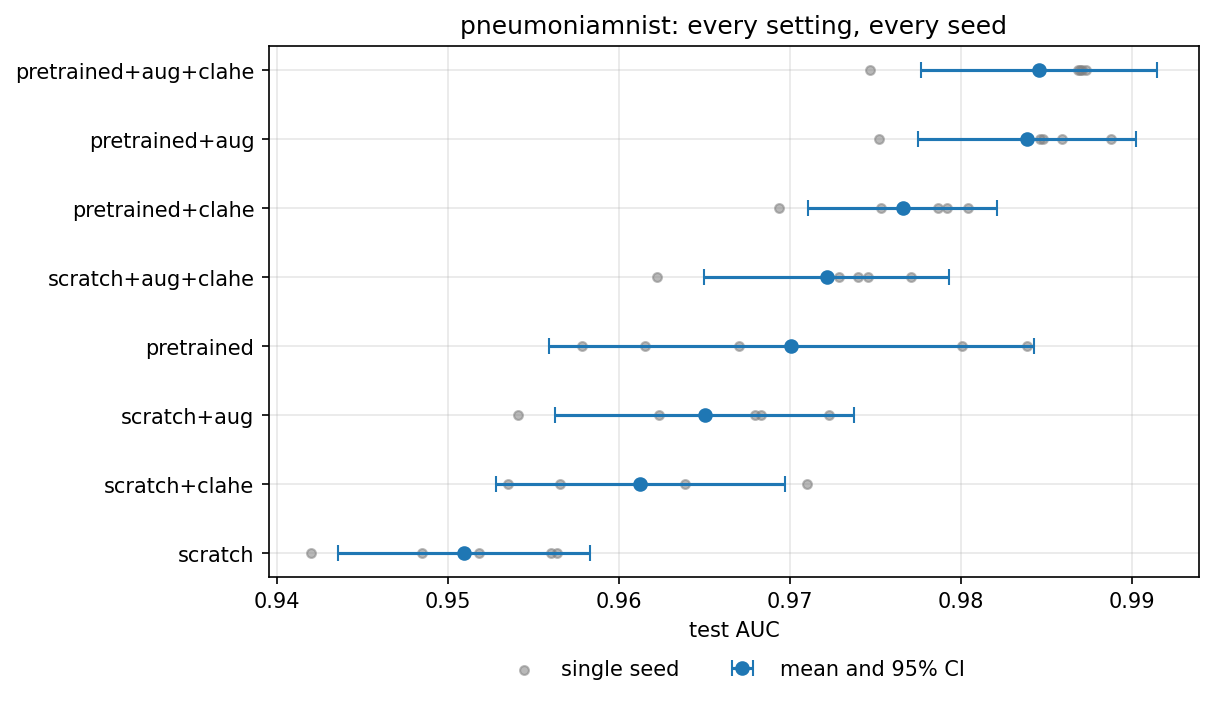 pneumoniamnist: every setting, every seed
pretrained+aug+clahe
pretrained+aug
pretrained+clahe
scratch+aug+clahe
pretrained
scratch+aug
scratch+clahe
scratch
0.94 0.95 0.96 0.97 0.98 0.99
test AUC
single seed mean and 95% CI